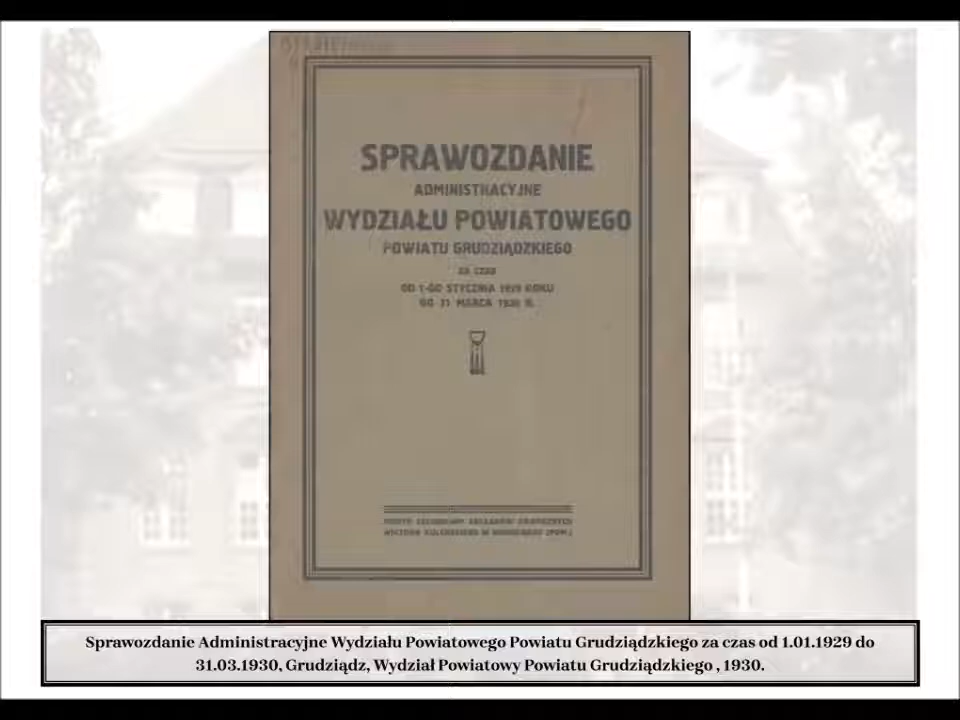 SPRAWOZDANIE
ADMINISTRACYJNE
WYDZIAŁU POWIATOWEGO
POWIATU GRUDZIĄDZKIEGO
ZA CZAS
OD 1-GO STYCZNIA 1929 ROKU
DO 31 MARCA 1930 R.
Sprawozdanie Administracyjne Wydziału Powiatowego Powiatu Grudziądzkiego za czas od 1.01.1929 do
31.03.1930, Grudziądz, Wydział Powiatowy Powiatu Grudziądzkiego , 1930.